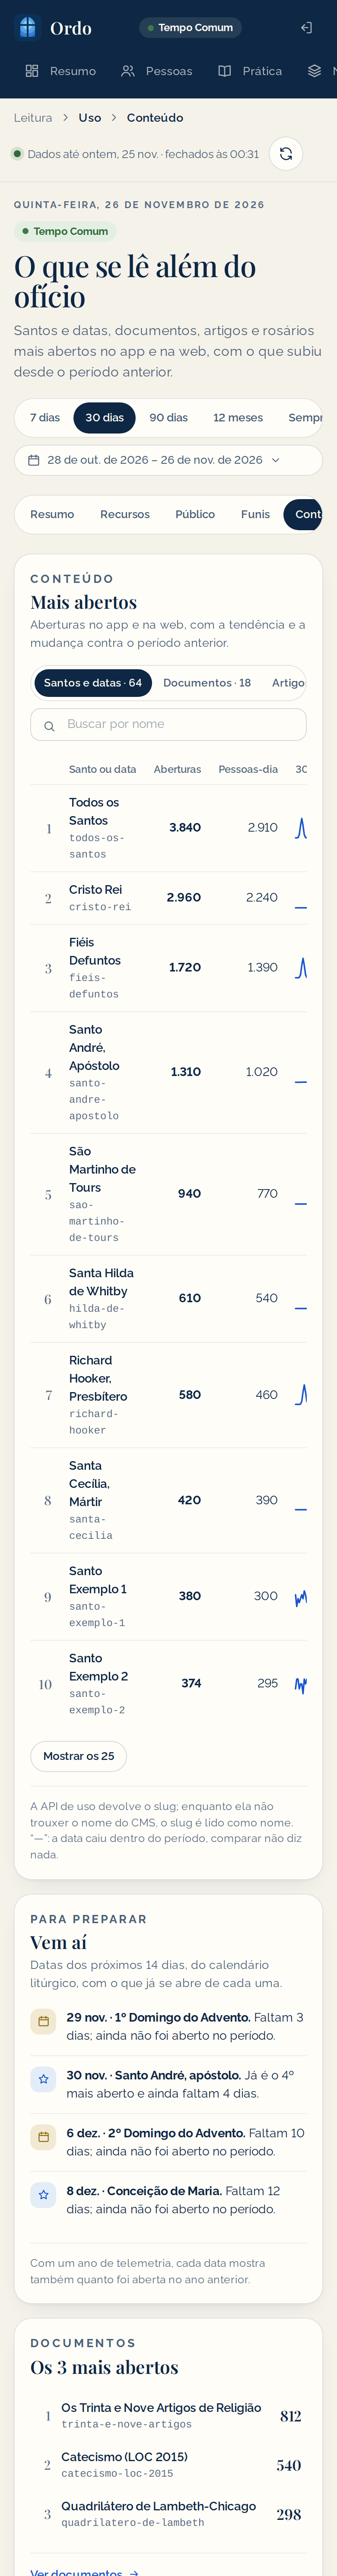 Ordo
Tempo Comum
Resumo
Pessoas
Prática
Leitura
Uso
Conteúdo
Dados até ontem, 25 nov. · fechados às 00:31
QUINTA-FEIRA, 26 DE NOVEMBRO DE 2026
Tempo Comum
O que se lê além do
ofício
Santos e datas, documentos, artigos e rosários
mais abertos no app e na web, com o que subiu
desde o período anterior.
7 dias
30 dias
90 dias
12 meses
Sempr
28 de out. de 2026 – 26 de nov. de 2026
Resumo
Recursos
Público
Funis
Cont
CONTEÚDO
Mais abertos
Aberturas no app e na web, com a tendência e a
mudança contra o período anterior.
Santos e datas · 64
Documentos · 18
Artigo
Buscar por nome
Santo ou data
Aberturas
Pessoas-dia
30
1
Todos os
Santos
todos-os-
santos
3.840
2.910
2
Cristo Rei
cristo-rei
2.960
2.240
3
Fiéis
Defuntos
fieis-
defuntos
1.720
1.390
4
Santo
André,
Apóstolo
santo-
andre-
apostolo
1.310
1.020
5
São
Martinho de
Tours
sao-
martinho-
de-tours
940
770
6
Santa Hilda
de Whitby
hilda-de-
whitby
610
540
7
Richard
Hooker,
Presbítero
richard-
hooker
580
460
8
Santa
Cecília,
Mártir
santa-
cecilia
420
390
9
Santo
Exemplo 1
santo-
exemplo-1
380
300
10
Santo
Exemplo 2
santo-
exemplo-2
374
295
Mostrar os 25
A API de uso devolve o slug; enquanto ela não
trouxer o nome do CMS, o slug é lido como nome.
“—”: a data caiu dentro do período, comparar não diz
nada.
PARA PREPARAR
Vem aí
Datas dos próximos 14 dias, do calendário
litúrgico, com o que já se abre de cada uma.
29 nov. · 1º Domingo do Advento. Faltam 3
dias; ainda não foi aberto no período.
30 nov. · Santo André, apóstolo. Já é o 4º
mais aberto e ainda faltam 4 dias.
6 dez. · 2º Domingo do Advento. Faltam 10
dias; ainda não foi aberto no período.
8 dez. · Conceição de Maria. Faltam 12
dias; ainda não foi aberto no período.
Com um ano de telemetria, cada data mostra
também quanto foi aberta no ano anterior.
DOCUMENTOS
Os 3 mais abertos
1
Os Trinta e Nove Artigos de Religião
trinta-e-nove-artigos
812
2
Catecismo (LOC 2015)
catecismo-loc-2015
540
3
Quadrilátero de Lambeth-Chicago
quadrilatero-de-lambeth
298
Ver documentos